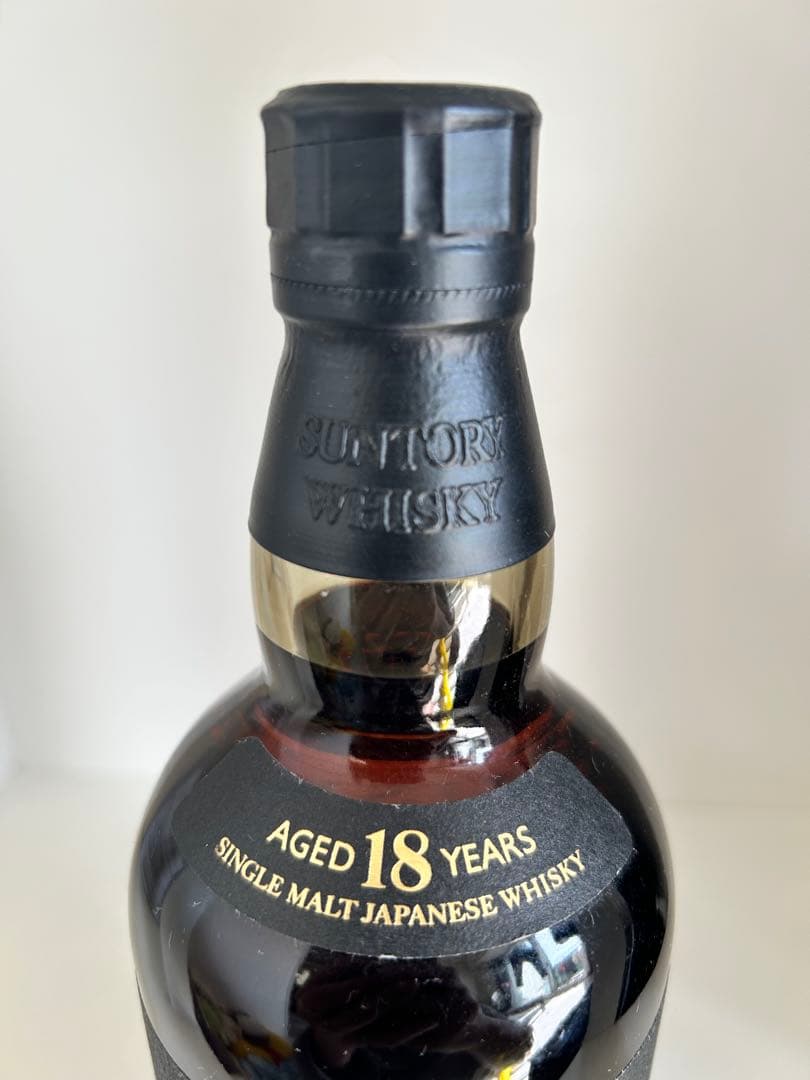 SUNTORY
WHISKY
AGED 18 YEARS
SINGLE MALT JAPANESE WHISKY